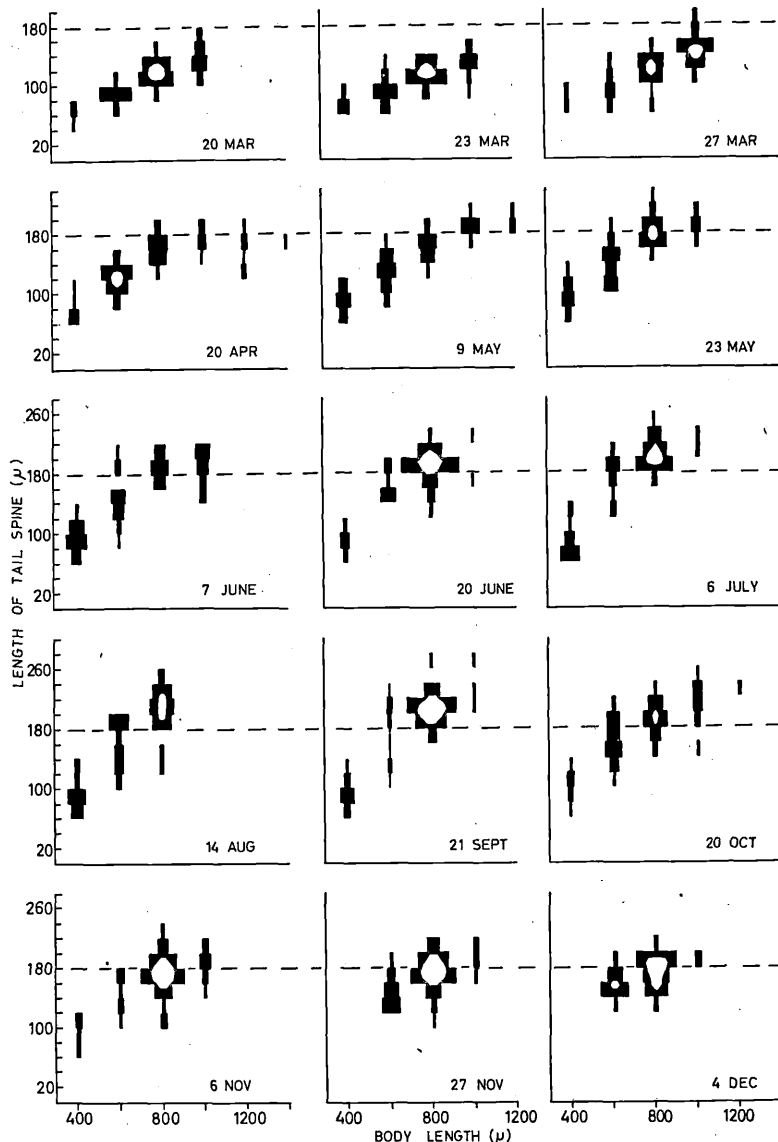 180
100
20
20 MAR
23 MAR
27 MAR
180
100
20
20 APR
9 MAY
23 MAY
260
180
100
20
7 JUNE
20 JUNE
6 JULY
260
180
100
20
14 AUG
21 SEPT
20 OCT
260
180
100
20
6 NOV
27 NOV
4 DEC
400 800 1200
400 800 1200
400 800 1200
LENGTH OF TAIL SPINE (μ)
BODY LENGTH (μ)